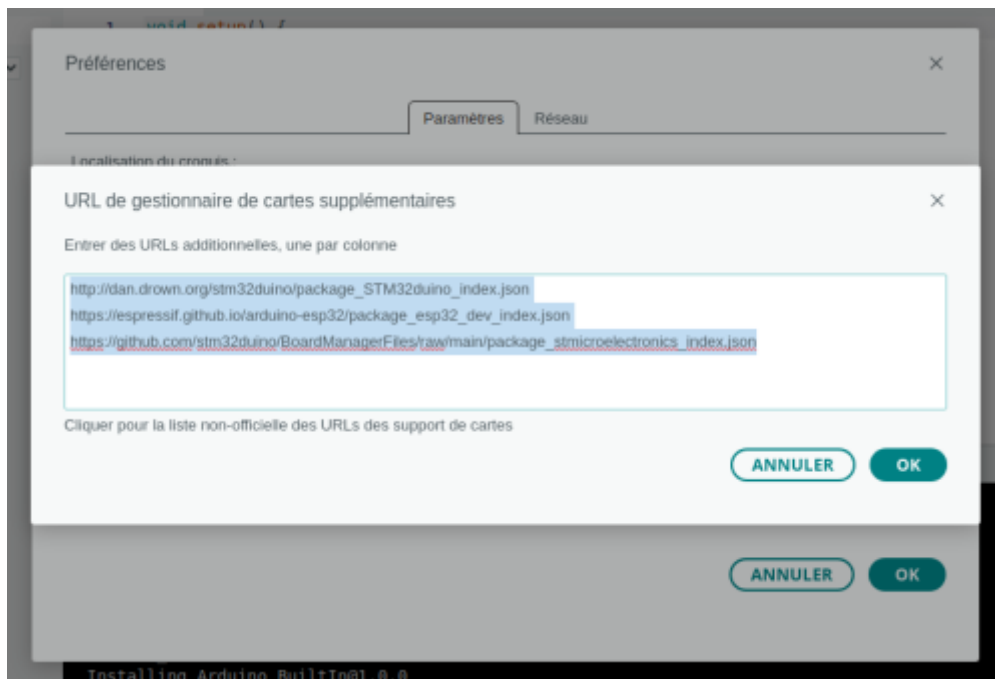 1 void setup() {
Préférences
Paramètres Réseau
Localisation du croquis :
URL de gestionnaire de cartes supplémentaires
Entrer des URLs additionnelles, une par colonne
http://dan.drown.org/stm32duino/package_STM32duino_index.json
https://espressif.github.io/arduino-esp32/package_esp32_dev_index.json
https://github.com/stm32duino/BoardManagerFiles/raw/main/package_stmicroelectronics_index.json
Cliquer pour la liste non-officielle des URLs des support de cartes
ANNULER OK
ANNULER OK
Installing Arduino_BuiltIn@1.0.0